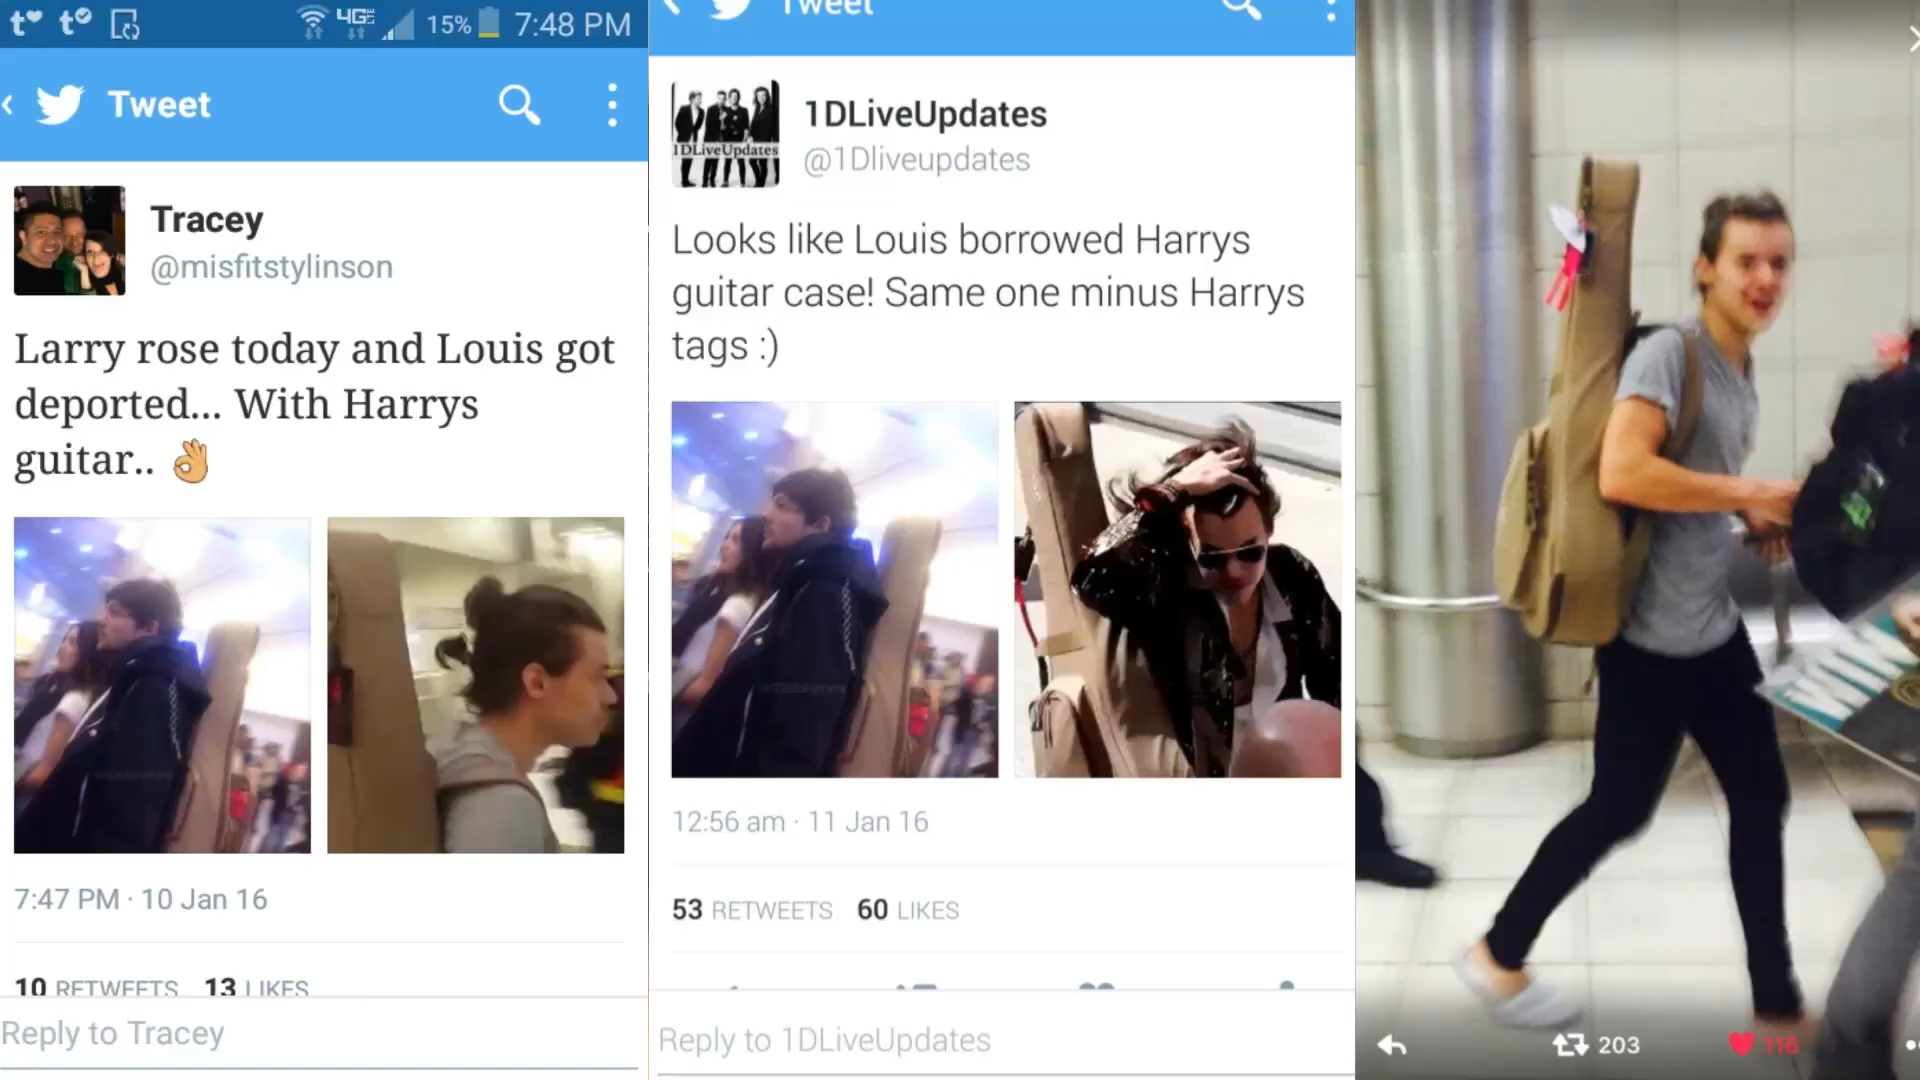 15% 7:48 PM
Tweet
Tracey
@misfitstylinson
Larry rose today and Louis got
deported... With Harrys
guitar.. 👌
7:47 PM · 10 Jan 16
10 RETWEETS 13 LIKES
Reply to Tracey
Tweet
1DLiveUpdates
1DLiveUpdates
@1Dliveupdates
Looks like Louis borrowed Harrys
guitar case! Same one minus Harrys
tags :)
12:56 am · 11 Jan 16
53 RETWEETS 60 LIKES
Reply to 1DLiveUpdates
203 116